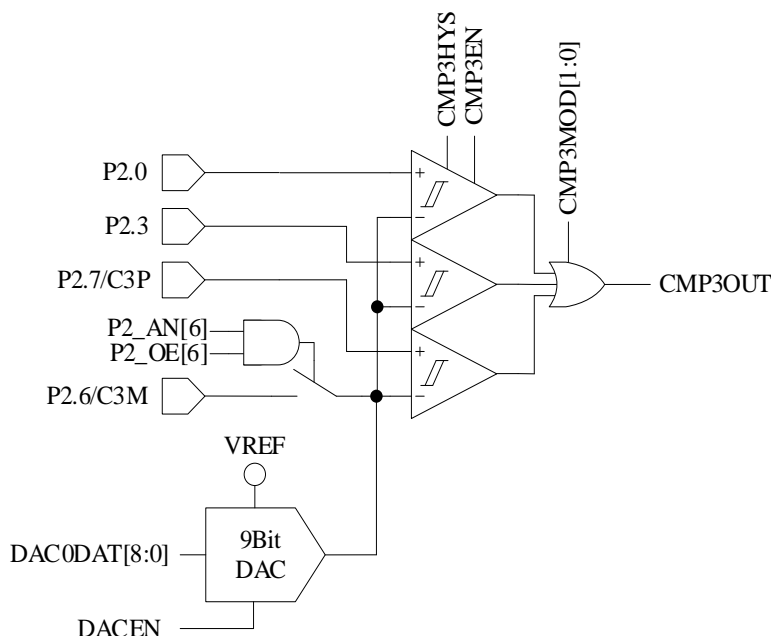 CMP3HYS
CMP3EN
CMP3MOD[1:0]
P2.0
+
−
P2.3
+
−
P2.7/C3P
+
−
CMP3OUT
P2_AN[6]
P2_OE[6]
P2.6/C3M
VREF
DAC0DAT[8:0]
9Bit
DAC
DACEN